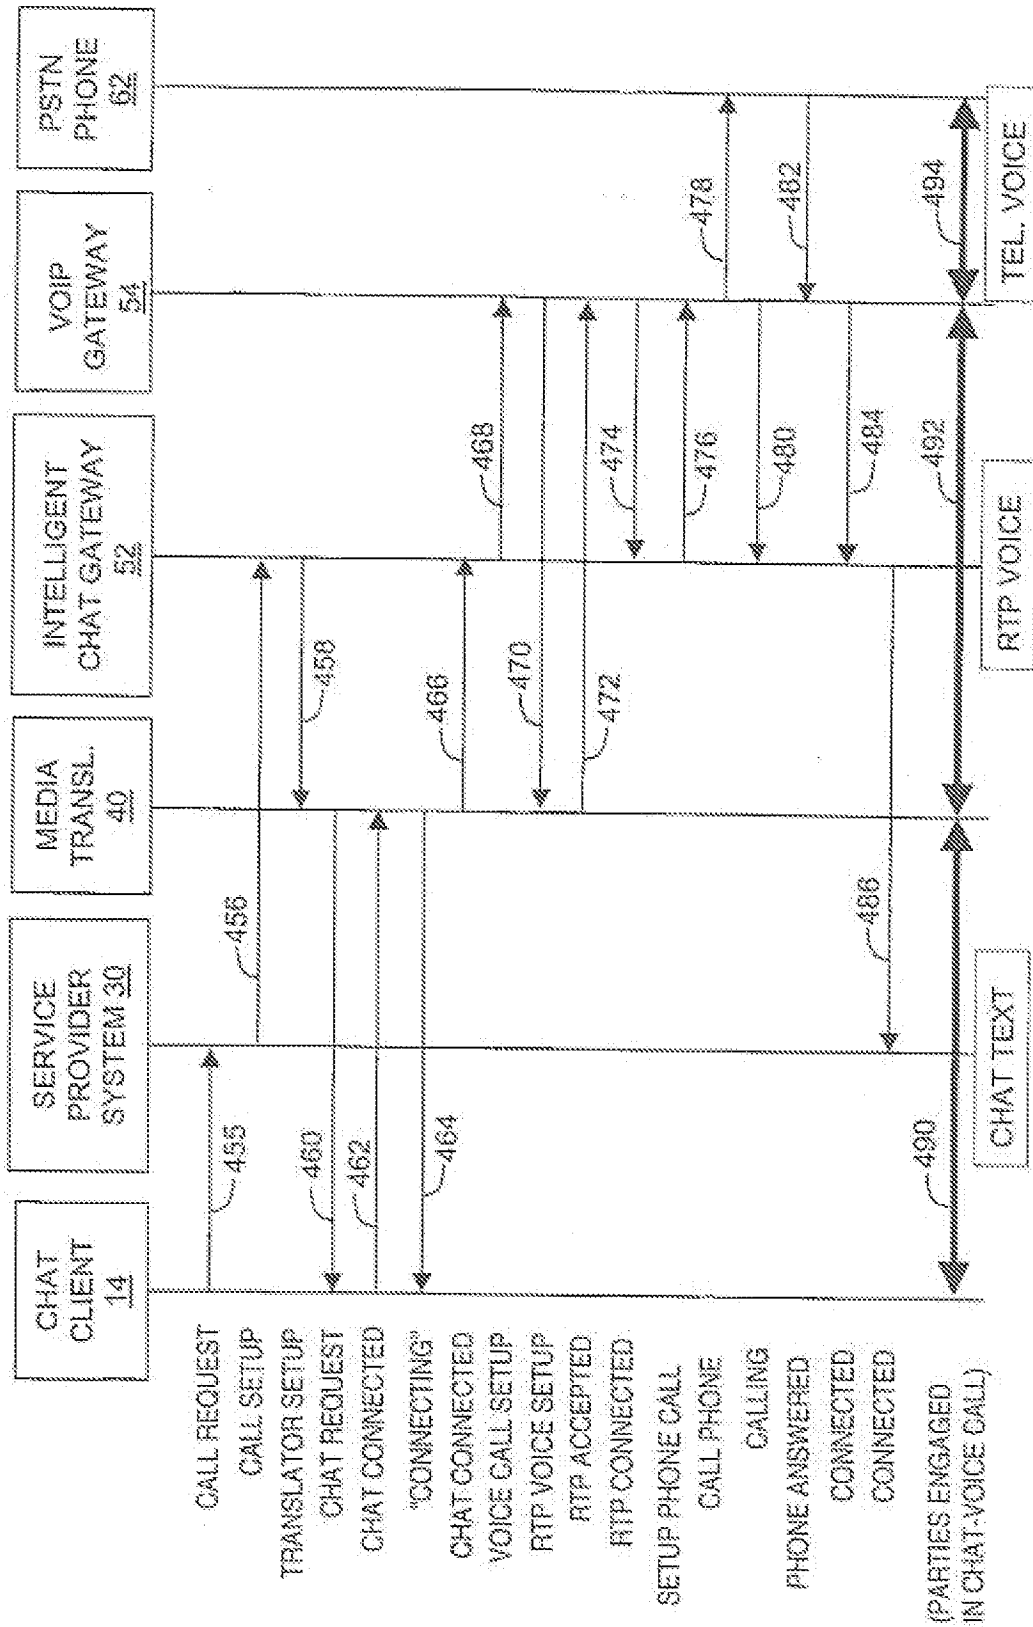 CHAT
CLIENT
14
SERVICE
PROVIDER
SYSTEM 30
MEDIA
TRANSL.
40
INTELLIGENT
CHAT GATEWAY
52
VOIP
GATEWAY
54
PSTN
PHONE
62
CALL REQUEST
455
CALL SETUP
456
TRANSLATOR SETUP
458
CHAT REQUEST
460
CHAT CONNECTED
462
"CONNECTING"
464
CHAT CONNECTED
466
VOICE CALL SETUP
468
RTP VOICE SETUP
470
RTP ACCEPTED
472
RTP CONNECTED
474
SETUP PHONE CALL
476
CALL PHONE
478
CALLING
480
PHONE ANSWERED
482
CONNECTED
484
CONNECTED
486
(PARTIES ENGAGED
IN CHAT-VOICE CALL)
490
492
494
CHAT TEXT
RTP VOICE
TEL. VOICE